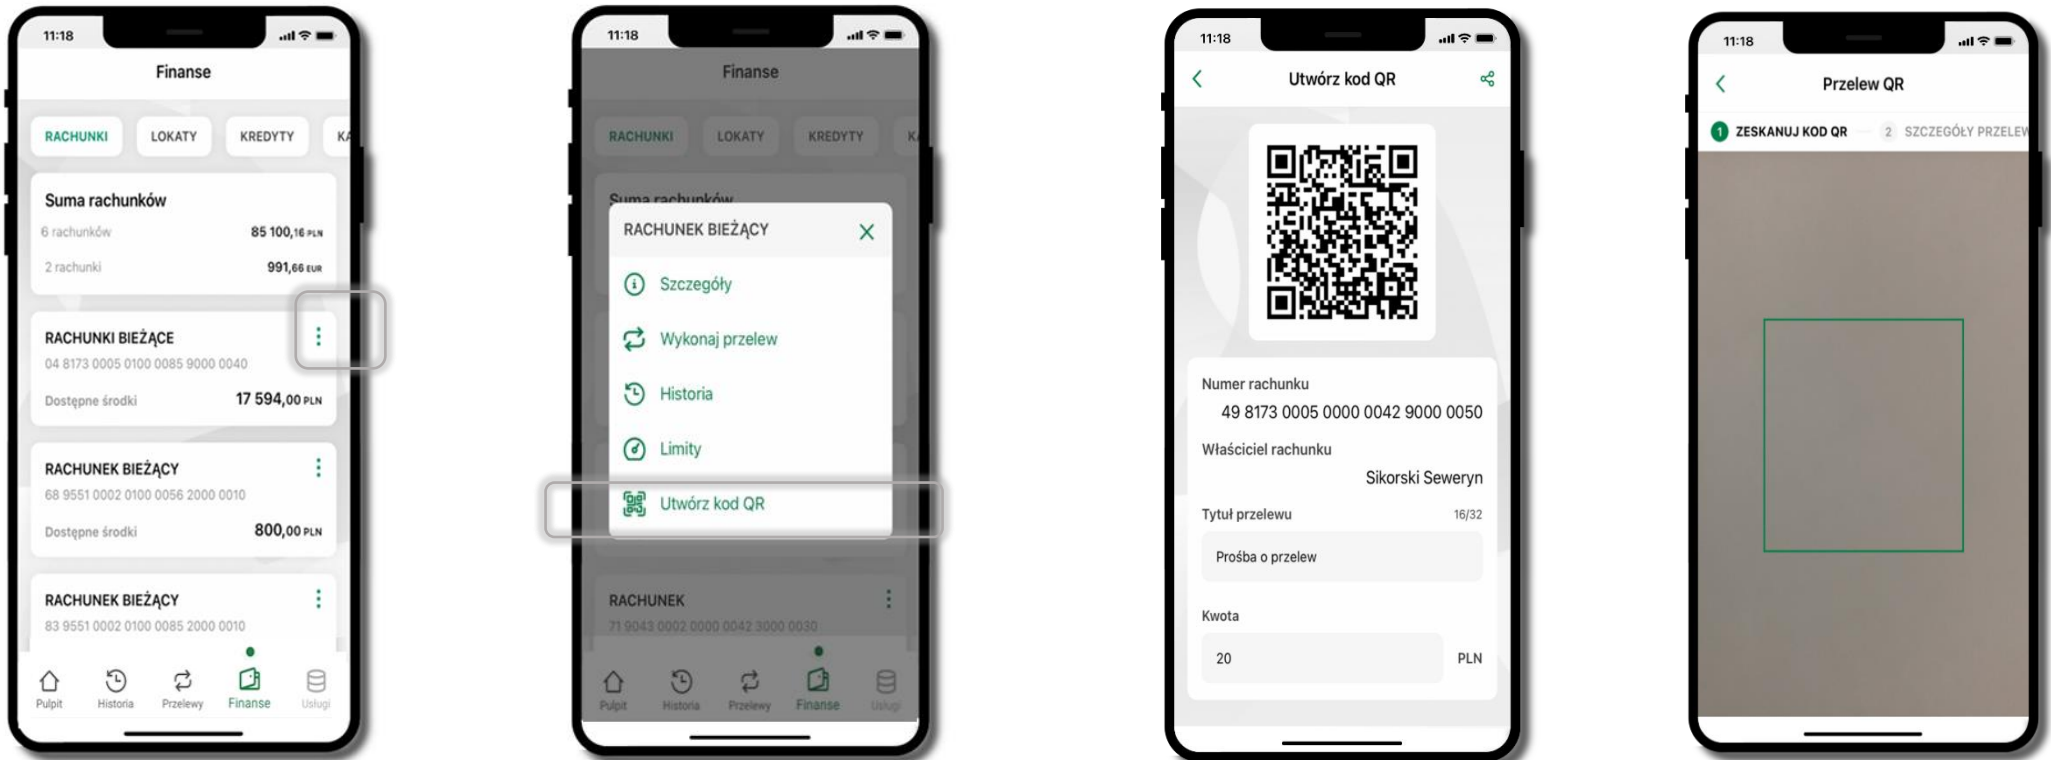 11:18
Finanse
RACHUNKI LOKATY KREDYTY KA
Suma rachunków
6 rachunków 85 100,16 PLN
2 rachunki 991,66 EUR
RACHUNKI BIEŻĄCE
04 8173 0005 0100 0085 9000 0040
Dostępne środki 17 594,00 PLN
RACHUNEK BIEŻĄCY
68 9551 0002 0100 0056 2000 0010
Dostępne środki 800,00 PLN
RACHUNEK BIEŻĄCY
83 9551 0002 0100 0085 2000 0010
Pulpit Historia Przelewy Finanse Usługi
11:18
Finanse
RACHUNKI LOKATY KREDYTY K
Suma rachunków
RACHUNEK BIEŻĄCY
Szczegóły
Wykonaj przelew
Historia
Limity
Utwórz kod QR
RACHUNEK
71 9043 0002 0000 0042 3000 0030
Pulpit Historia Przelewy Finanse Usługi
11:18
Utwórz kod QR
Numer rachunku
49 8173 0005 0000 0042 9000 0050
Właściciel rachunku
Sikorski Seweryn
Tytuł przelewu 16/32
Prośba o przelew
Kwota
20 PLN
11:18
Przelew QR
1 ZESKANUJ KOD QR 2 SZCZEGÓŁY PRZELEW